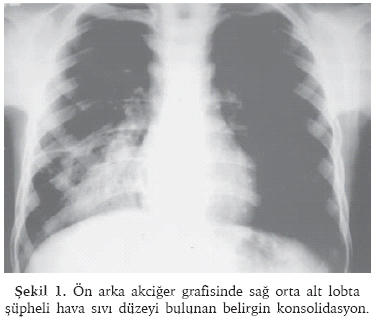 Şekil 1. Ön arka akciğer grafisinde sağ orta alt lobta
şüpheli hava sıvı düzeyi bulunan belirgin konsolidasyon.